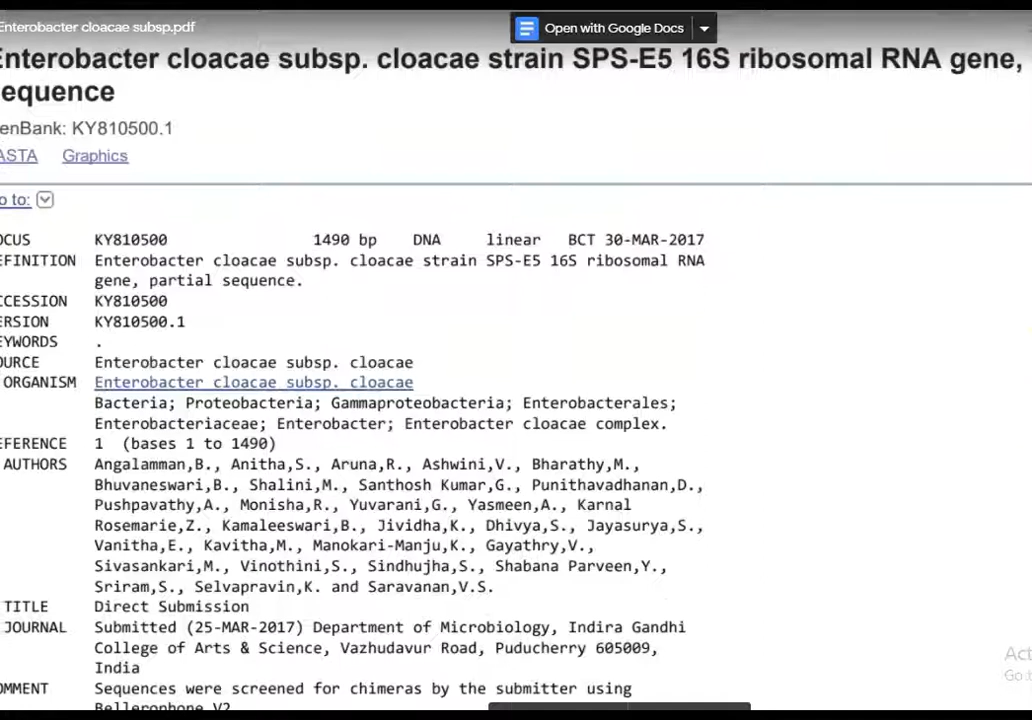 Enterobacter cloacae subsp.pdf
Open with Google Docs
Enterobacter cloacae subsp. cloacae strain SPS-E5 16S ribosomal RNA gene,
equence
enBank: KY810500.1
ASTA Graphics
o to:
OCUS KY810500 1490 bp DNA linear BCT 30-MAR-2017
EFINITION Enterobacter cloacae subsp. cloacae strain SPS-E5 16S ribosomal RNA
gene, partial sequence.
CCESSION KY810500
ERSION KY810500.1
EYWORDS .
OURCE Enterobacter cloacae subsp. cloacae
ORGANISM Enterobacter cloacae subsp. cloacae
Bacteria; Proteobacteria; Gammaproteobacteria; Enterobacterales;
Enterobacteriaceae; Enterobacter; Enterobacter cloacae complex.
EFERENCE 1 (bases 1 to 1490)
AUTHORS Angalamman,B., Anitha,S., Aruna,R., Ashwini,V., Bharathy,M.,
Bhuvaneswari,B., Shalini,M., Santhosh Kumar,G., Punithavadhanan,D.,
Pushpavathy,A., Monisha,R., Yuvarani,G., Yasmeen,A., Karnal
Rosemarie,Z., Kamaleeswari,B., Jividha,K., Dhivya,S., Jayasurya,S.,
Vanitha,E., Kavitha,M., Manokari-Manju,K., Gayathry,V.,
Sivasankari,M., Vinothini,S., Sindhujha,S., Shabana Parveen,Y.,
Sriram,S., Selvapravin,K. and Saravanan,V.S.
TITLE Direct Submission
JOURNAL Submitted (25-MAR-2017) Department of Microbiology, Indira Gandhi
College of Arts & Science, Vazhudavur Road, Puducherry 605009,
India
OMMENT Sequences were screened for chimeras by the submitter using
Bellerophone V2
Act
Go t